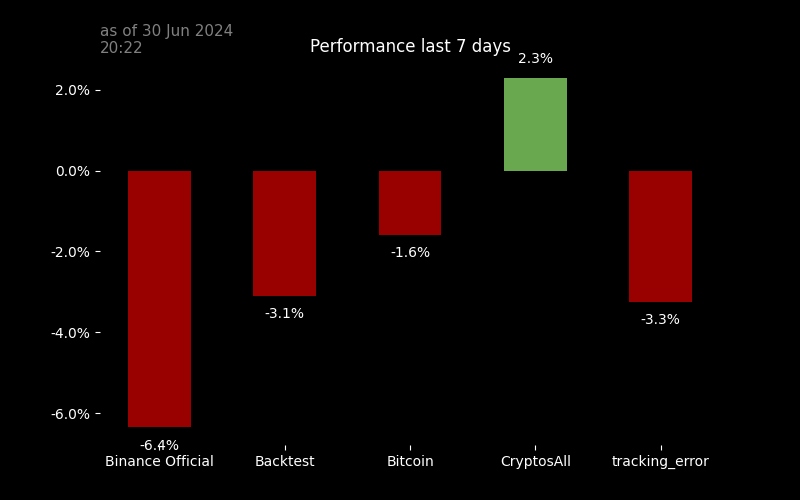 as of 30 Jun 2024
20:22
Performance last 7 days
2.3%
2.0%
0.0%
-2.0%
-4.0%
-6.0%
-1.6%
-3.1%
-3.3%
-6.4%
Binance Official
Backtest
Bitcoin
CryptosAll
tracking_error